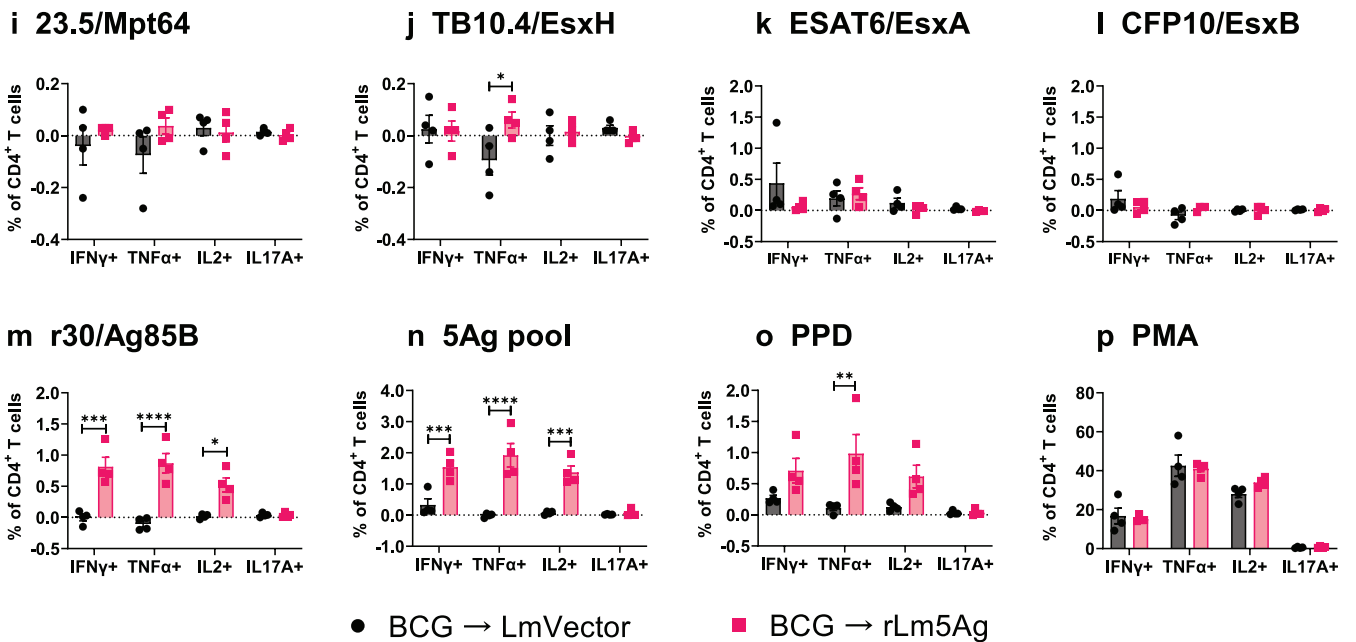 i 23.5/Mpt64
% of CD4⁺ T cells
0.2
0.0
-0.2
-0.4
IFNγ+ TNFα+ IL2+ IL17A+
j TB10.4/EsxH
% of CD4⁺ T cells
0.2
0.0
-0.2
-0.4
*
IFNγ+ TNFα+ IL2+ IL17A+
k ESAT6/EsxA
% of CD4⁺ T cells
2.0
1.5
1.0
0.5
0.0
-0.5
IFNγ+ TNFα+ IL2+ IL17A+
l CFP10/EsxB
% of CD4⁺ T cells
2.0
1.5
1.0
0.5
0.0
-0.5
IFNγ+ TNFα+ IL2+ IL17A+
m r30/Ag85B
% of CD4⁺ T cells
2.0
1.5
1.0
0.5
0.0
-0.5
*** **** *
IFNγ+ TNFα+ IL2+ IL17A+
n 5Ag pool
% of CD4⁺ T cells
4.0
3.0
2.0
1.0
0.0
1.0
*** **** ***
IFNγ+ TNFα+ IL2+ IL17A+
o PPD
% of CD4⁺ T cells
2.0
1.5
1.0
0.5
0.0
-0.5
**
IFNγ+ TNFα+ IL2+ IL17A+
p PMA
% of CD4⁺ T cells
80
60
40
20
0
IFNγ+ TNFα+ IL2+ IL17A+
BCG → LmVector
BCG → rLm5Ag